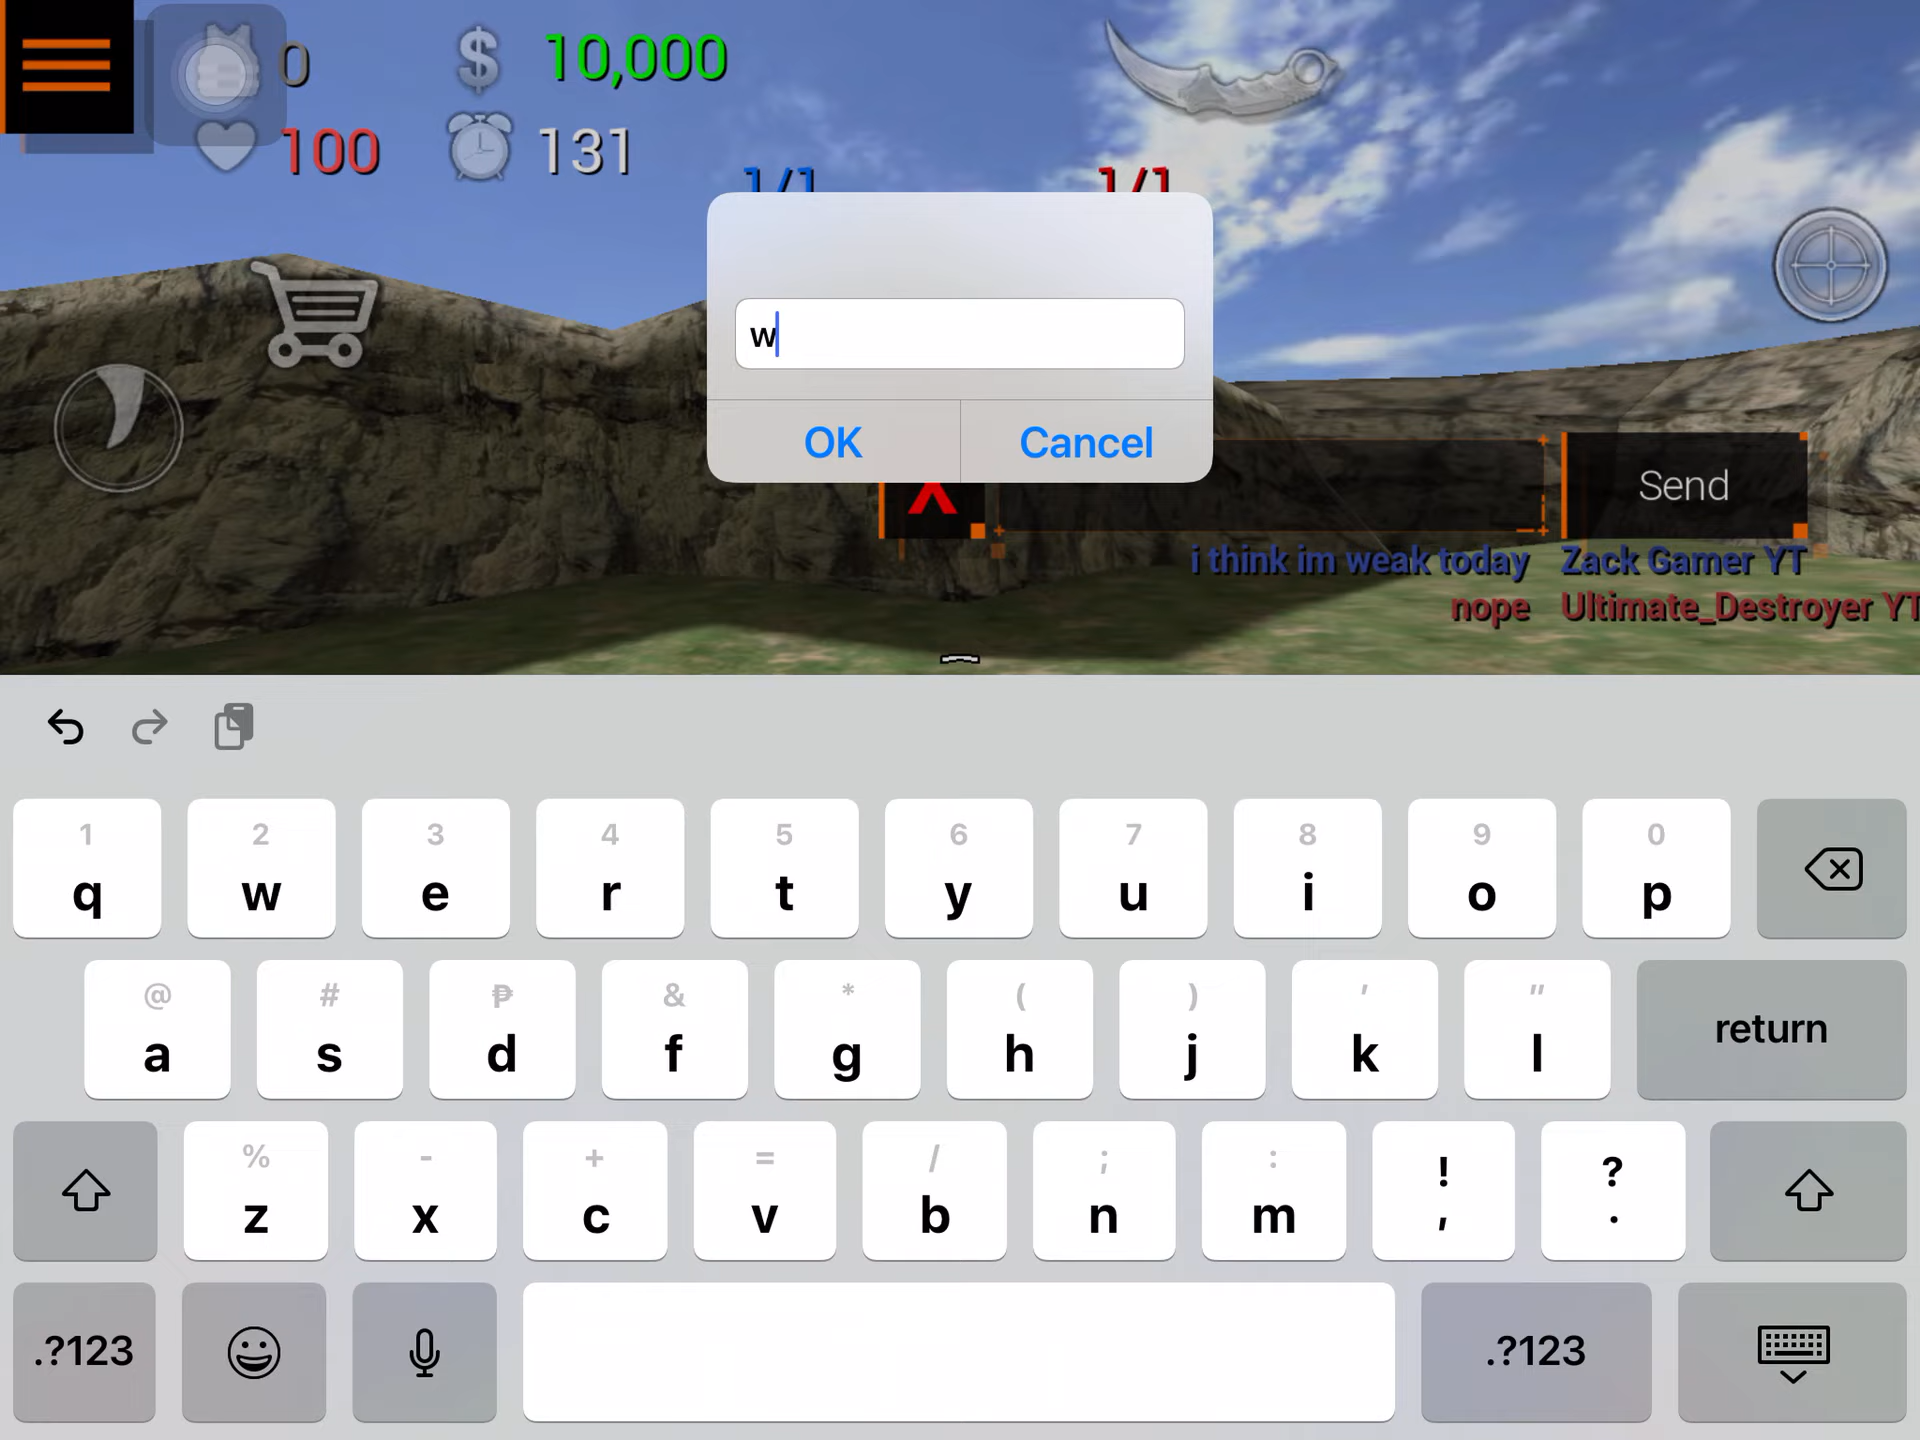 0
$ 10,000
100
131
1/1 1/1
w
OK Cancel
X Send
i think im weak today Zack Gamer YT
nope Ultimate_Destroyer YT
1 2 3 4 5 6 7 8 9 0
q w e r t y u i o p
@ # ₱ & * ( ) ' "
a s d f g h j k l return
% - + = / ; : ! ?
z x c v b n m , .
.?123 .?123